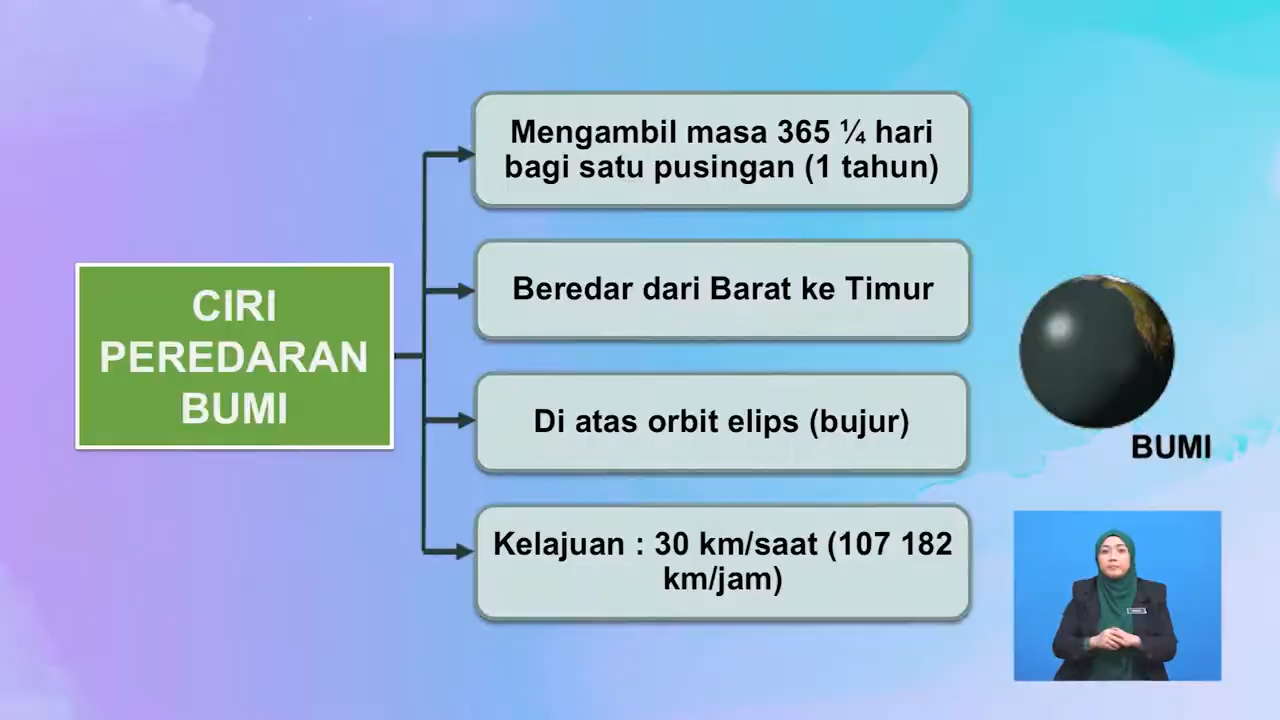 CIRI
PEREDARAN
BUMI
Mengambil masa 365 ¼ hari
bagi satu pusingan (1 tahun)
Beredar dari Barat ke Timur
Di atas orbit elips (bujur)
Kelajuan : 30 km/saat (107 182
km/jam)
BUMI